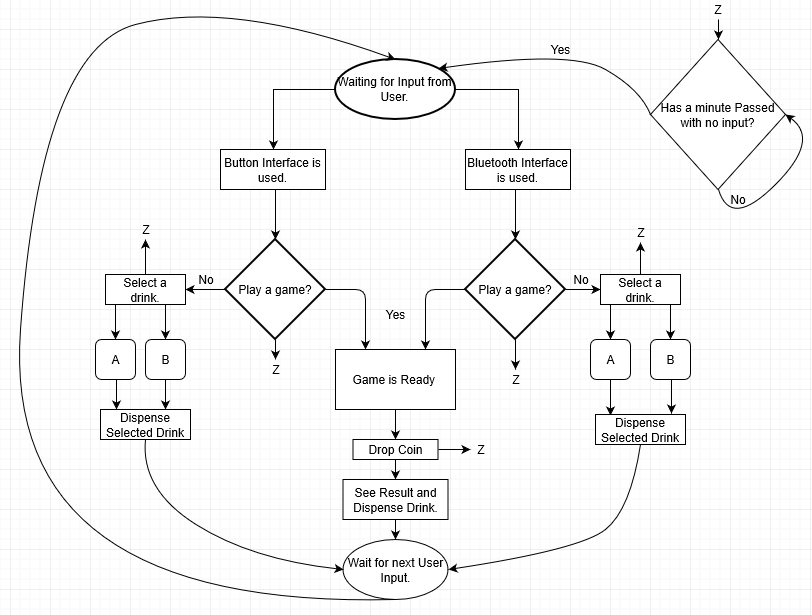 Z
Yes
Waiting for Input from
User.
Has a minute Passed
with no input?
No
Button Interface is
used.
Bluetooth Interface
is used.
Z
Z
Select a
drink.
No
Play a game?
Play a game?
No
Select a
drink.
Yes
A
B
Z
Game is Ready
Z
A
B
Dispense
Selected Drink
Drop Coin
Z
Dispense
Selected Drink
See Result and
Dispense Drink.
Wait for next User
Input.